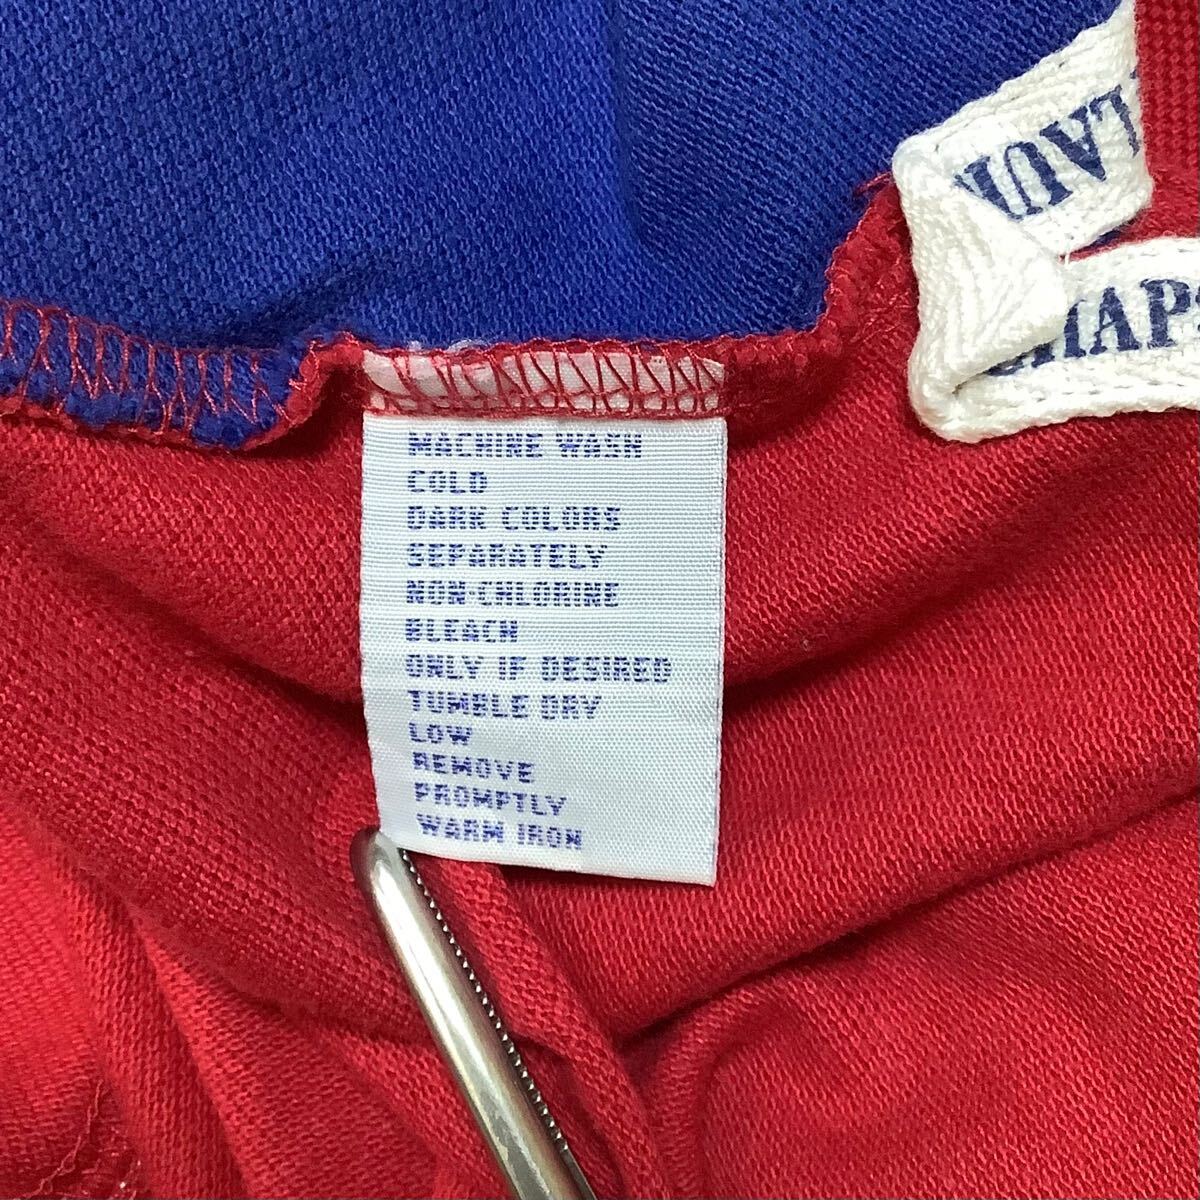 LAU
CHAPS
MACHINE WASH
COLD
DARK COLORS
SEPARATELY
NON-CHLORINE
BLEACH
ONLY IF DESIRED
TUMBLE DRY
LOW
REMOVE
PROMPTLY
WARM IRON